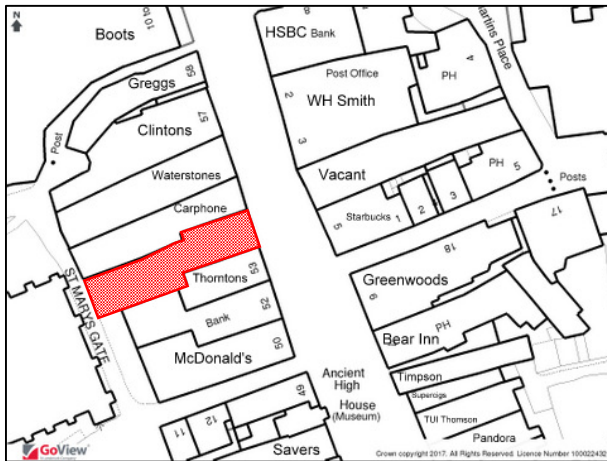 N
Boots
10 to
HSBC Bank
Martins Place
Post Office
PH
4
58
Greggs
2
WH Smith
57
Clintons
3
Post
Waterstones
Vacant
PH
5
Posts
Carphone
Starbucks
1
2
3
5
17
18
53
Thorntons
Greenwoods
ST MARYS GATE
52
Bank
9
Bear Inn
PH
50
McDonald's
Ancient High
House
(Museum)
Timpson
49
Supercigs
12
11
TUI Thomson
Savers
Pandora
GoView
Crown copyright 2017. All Rights Reserved. Licence Number 100022432